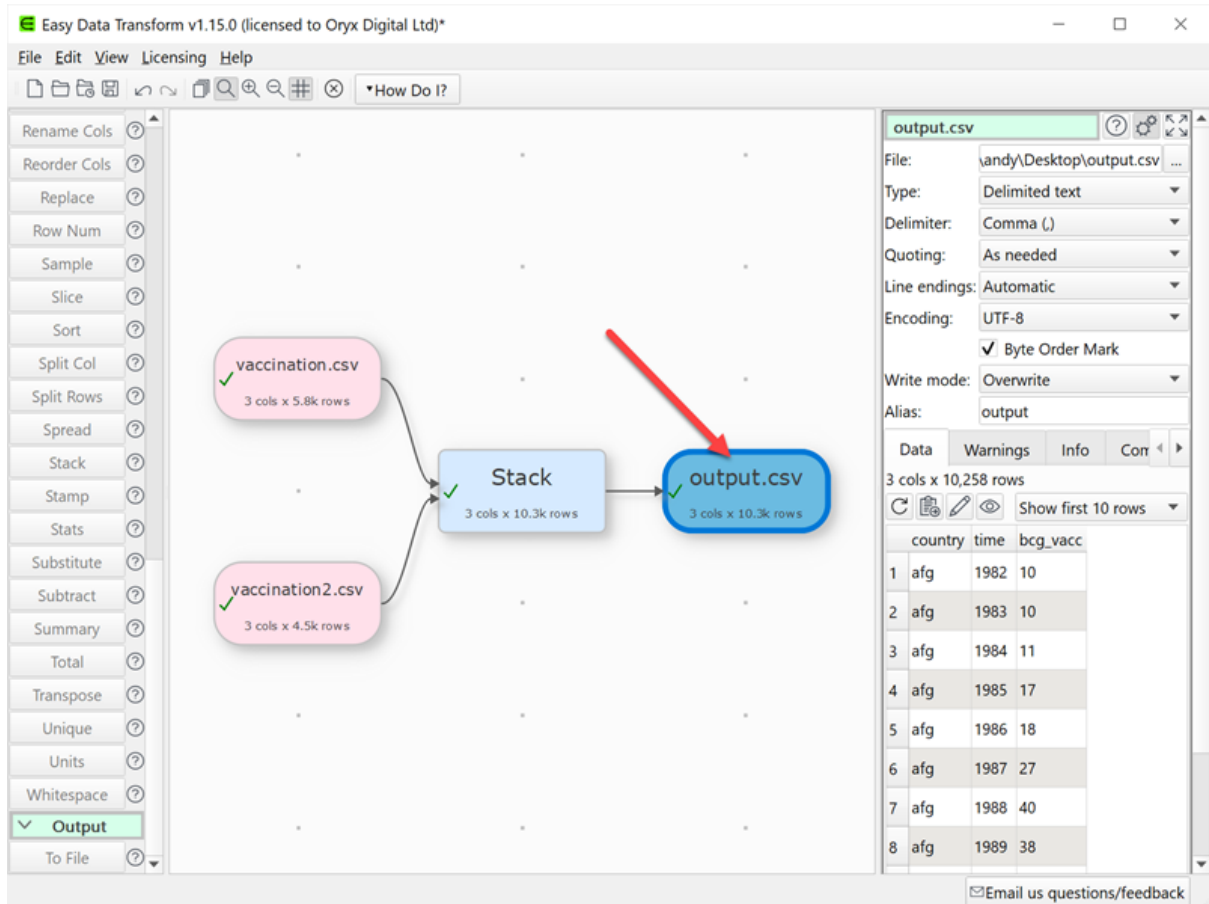 Easy Data Transform v1.15.0 (licensed to Oryx Digital Ltd)*
File Edit View Licensing Help
How Do I?
Rename Cols
Reorder Cols
Replace
Row Num
Sample
Slice
Sort
Split Col
Split Rows
Spread
Stack
Stamp
Stats
Substitute
Subtract
Summary
Total
Transpose
Unique
Units
Whitespace
Output
To File
vaccination.csv
3 cols x 5.8k rows
vaccination2.csv
3 cols x 4.5k rows
Stack
3 cols x 10.3k rows
output.csv
3 cols x 10.3k rows
output.csv
File: \andy\Desktop\output.csv ...
Type: Delimited text
Delimiter: Comma (,)
Quoting: As needed
Line endings: Automatic
Encoding: UTF-8
Byte Order Mark
Write mode: Overwrite
Alias: output
Data Warnings Info
3 cols x 10,258 rows
Show first 10 rows
country time bcg_vacc
1 afg 1982 10
2 afg 1983 10
3 afg 1984 11
4 afg 1985 17
5 afg 1986 18
6 afg 1987 27
7 afg 1988 40
8 afg 1989 38
Email us questions/feedback